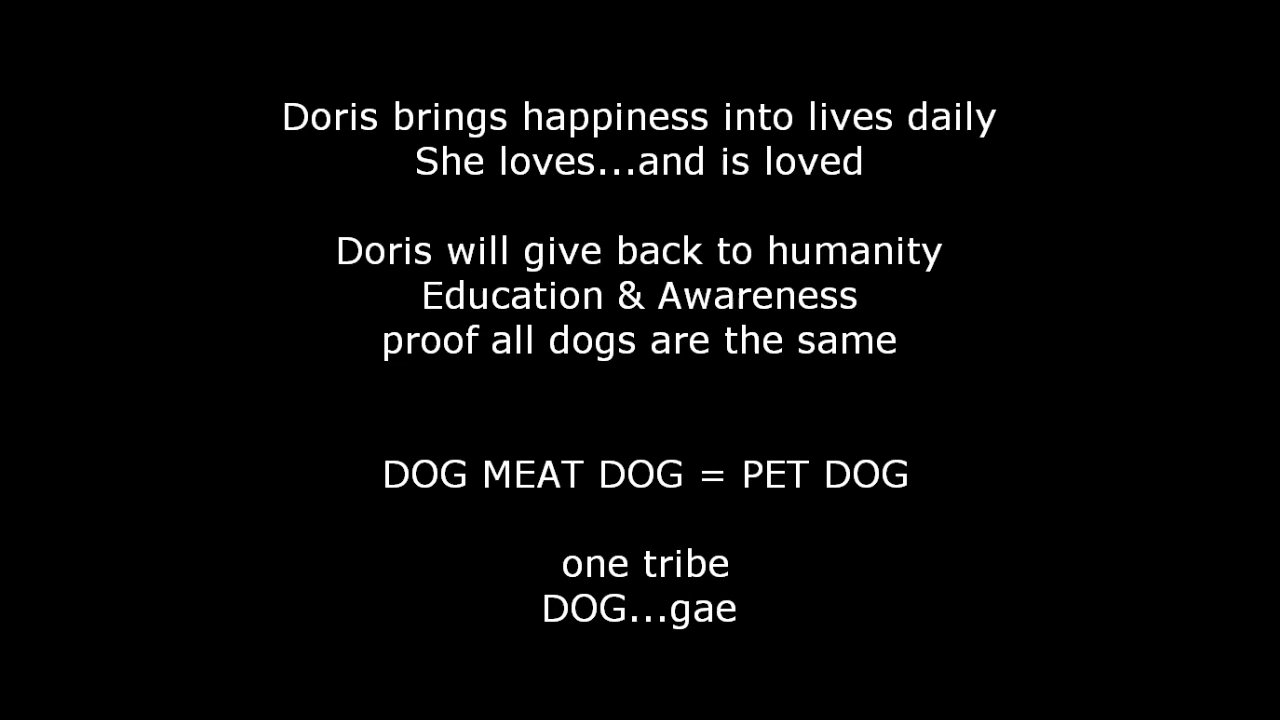 Doris brings happiness into lives daily
She loves...and is loved
Doris will give back to humanity
Education & Awareness
proof all dogs are the same
DOG MEAT DOG = PET DOG
one tribe
DOG...gae